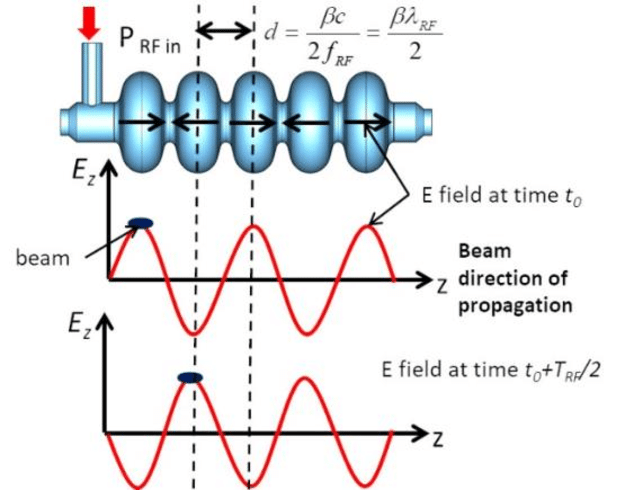 P RF in
d = βc / 2f_RF = βλ_RF / 2
E_z
E field at time t_0
beam
Beam
direction of
propagation
z
E_z
E field at time t_0+T_RF/2
z